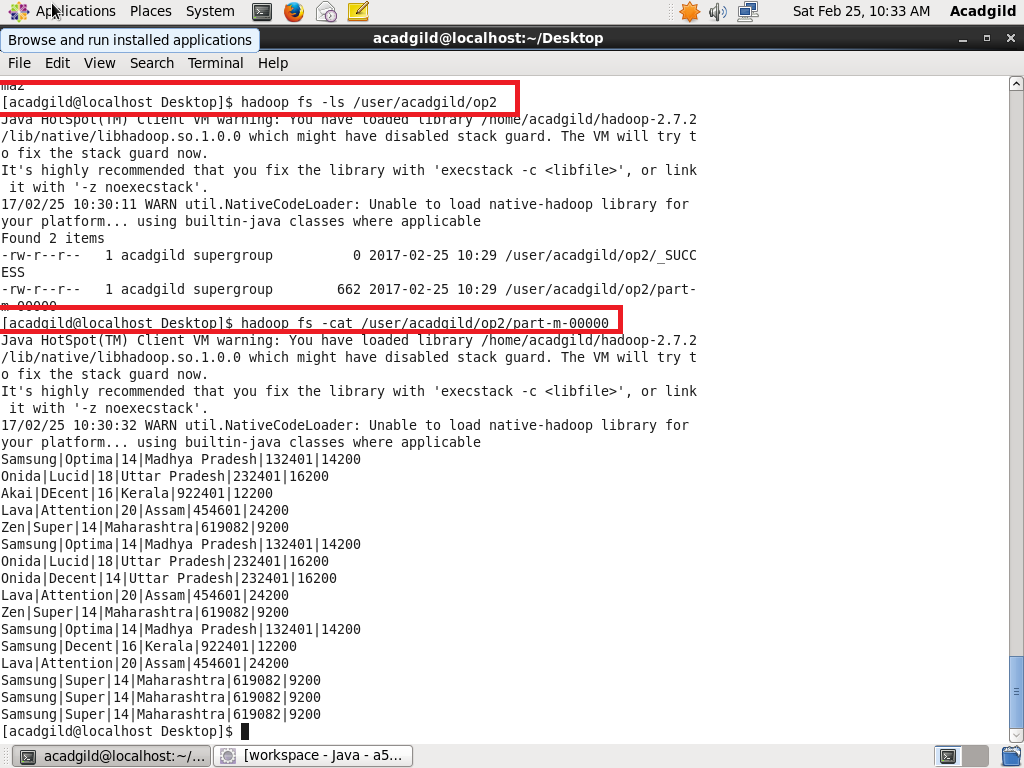 Applications Places System Sat Feb 25, 10:33 AM Acadgild
Browse and run installed applications
acadgild@localhost:~/Desktop
File Edit View Search Terminal Help
ma2
[acadgild@localhost Desktop]$ hadoop fs -ls /user/acadgild/op2
Java HotSpot(TM) Client VM warning: You have loaded library /home/acadgild/hadoop-2.7.2
/lib/native/libhadoop.so.1.0.0 which might have disabled stack guard. The VM will try t
o fix the stack guard now.
It's highly recommended that you fix the library with 'execstack -c <libfile>', or link
 it with '-z noexecstack'.
17/02/25 10:30:11 WARN util.NativeCodeLoader: Unable to load native-hadoop library for
your platform... using builtin-java classes where applicable
Found 2 items
-rw-r--r--   1 acadgild supergroup          0 2017-02-25 10:29 /user/acadgild/op2/_SUCC
ESS
-rw-r--r--   1 acadgild supergroup        662 2017-02-25 10:29 /user/acadgild/op2/part-
m-00000
[acadgild@localhost Desktop]$ hadoop fs -cat /user/acadgild/op2/part-m-00000
Java HotSpot(TM) Client VM warning: You have loaded library /home/acadgild/hadoop-2.7.2
/lib/native/libhadoop.so.1.0.0 which might have disabled stack guard. The VM will try t
o fix the stack guard now.
It's highly recommended that you fix the library with 'execstack -c <libfile>', or link
 it with '-z noexecstack'.
17/02/25 10:30:32 WARN util.NativeCodeLoader: Unable to load native-hadoop library for
your platform... using builtin-java classes where applicable
Samsung|Optima|14|Madhya Pradesh|132401|14200
Onida|Lucid|18|Uttar Pradesh|232401|16200
Akai|DEcent|16|Kerala|922401|12200
Lava|Attention|20|Assam|454601|24200
Zen|Super|14|Maharashtra|619082|9200
Samsung|Optima|14|Madhya Pradesh|132401|14200
Onida|Lucid|18|Uttar Pradesh|232401|16200
Onida|Decent|14|Uttar Pradesh|232401|16200
Lava|Attention|20|Assam|454601|24200
Zen|Super|14|Maharashtra|619082|9200
Samsung|Optima|14|Madhya Pradesh|132401|14200
Samsung|Decent|16|Kerala|922401|12200
Lava|Attention|20|Assam|454601|24200
Samsung|Super|14|Maharashtra|619082|9200
Samsung|Super|14|Maharashtra|619082|9200
Samsung|Super|14|Maharashtra|619082|9200
[acadgild@localhost Desktop]$
acadgild@localhost:~/... [workspace - Java - a5...